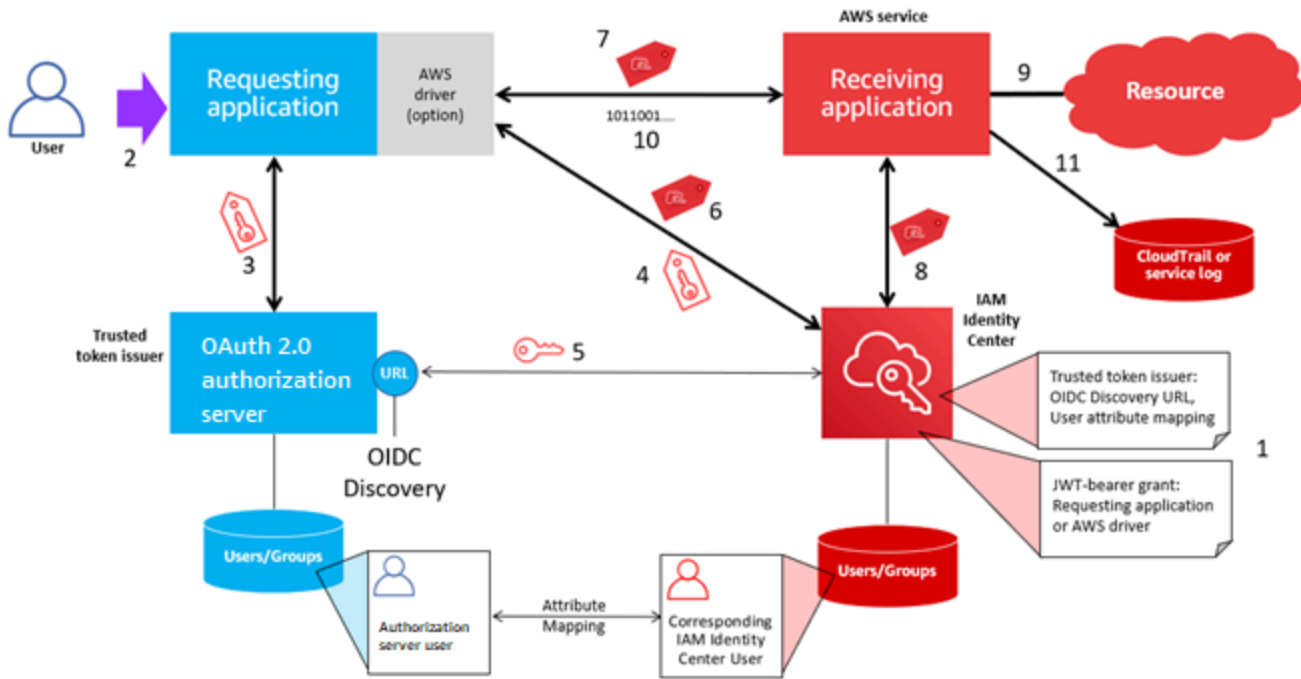 AWS service
7
9
Requesting
application
AWS
driver
(option)
Receiving
application
Resource
1011001....
10
User
2
11
6
3
4
8
CloudTrail or
service log
Trusted
token issuer
OAuth 2.0
authorization
server
URL
5
IAM
Identity
Center
Trusted token issuer:
OIDC Discovery URL,
User attribute mapping
1
OIDC
Discovery
JWT-bearer grant:
Requesting application
or AWS driver
Users/Groups
Users/Groups
Authorization
server user
Attribute
Mapping
Corresponding
IAM Identity
Center User